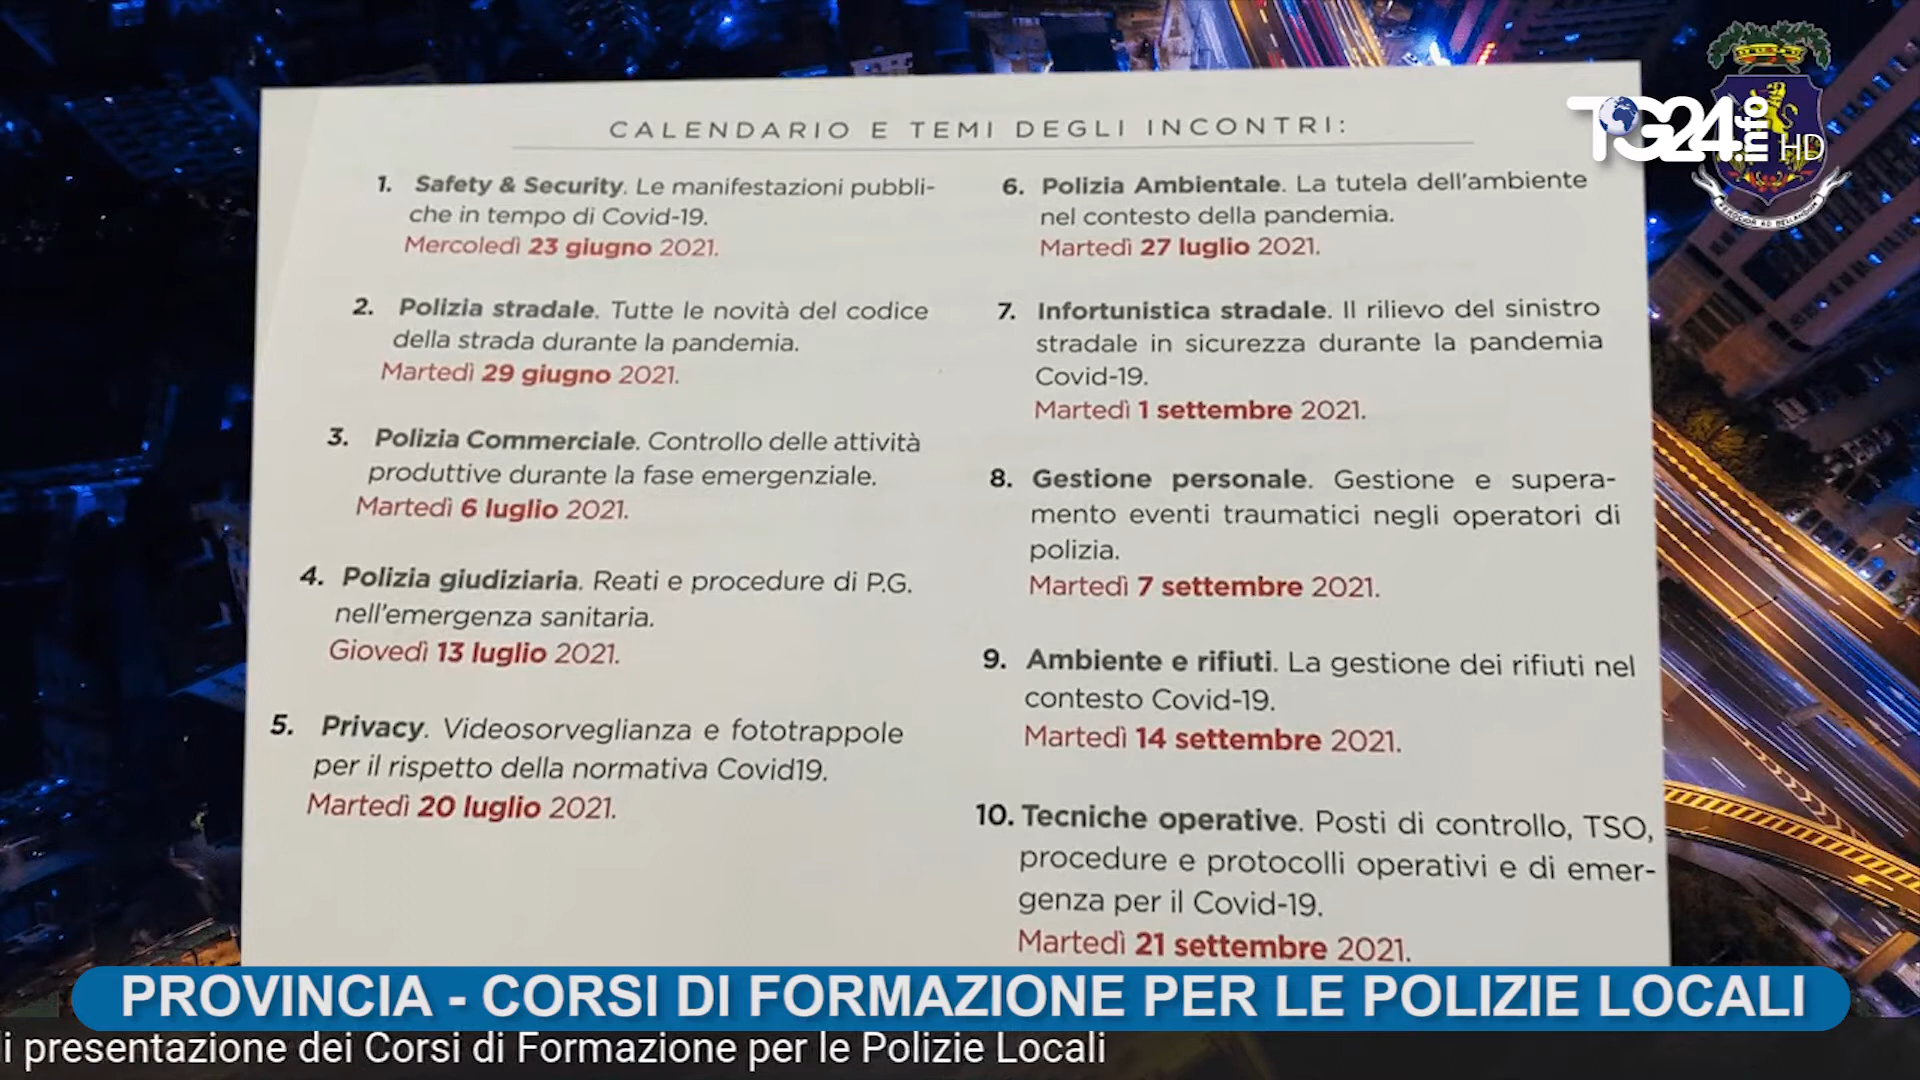 CALENDARIO E TEMI DEGLI INCONTRI:
1. Safety & Security. Le manifestazioni pubbli-
che in tempo di Covid-19.
Mercoledì 23 giugno 2021.
2. Polizia stradale. Tutte le novità del codice
della strada durante la pandemia.
Martedì 29 giugno 2021.
3. Polizia Commerciale. Controllo delle attività
produttive durante la fase emergenziale.
Martedì 6 luglio 2021.
4. Polizia giudiziaria. Reati e procedure di P.G.
nell'emergenza sanitaria.
Giovedì 13 luglio 2021.
5. Privacy. Videosorveglianza e fototrappole
per il rispetto della normativa Covid19.
Martedì 20 luglio 2021.
6. Polizia Ambientale. La tutela dell'ambiente
nel contesto della pandemia.
Martedì 27 luglio 2021.
7. Infortunistica stradale. Il rilievo del sinistro
stradale in sicurezza durante la pandemia
Covid-19.
Martedì 1 settembre 2021.
8. Gestione personale. Gestione e supera-
mento eventi traumatici negli operatori di
polizia.
Martedì 7 settembre 2021.
9. Ambiente e rifiuti. La gestione dei rifiuti nel
contesto Covid-19.
Martedì 14 settembre 2021.
10. Tecniche operative. Posti di controllo, TSO,
procedure e protocolli operativi e di emer-
genza per il Covid-19.
Martedì 21 settembre 2021.
TG24.info HD
PROVINCIA - CORSI DI FORMAZIONE PER LE POLIZIE LOCALI
li presentazione dei Corsi di Formazione per le Polizie Locali